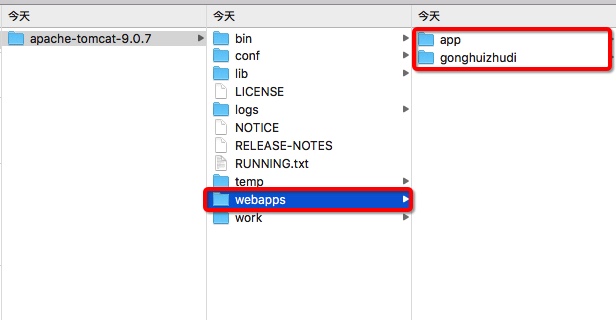 今天
apache-tomcat-9.0.7
今天
bin
conf
lib
LICENSE
logs
NOTICE
RELEASE-NOTES
RUNNING.txt
temp
webapps
work
今天
app
gonghuizhudi